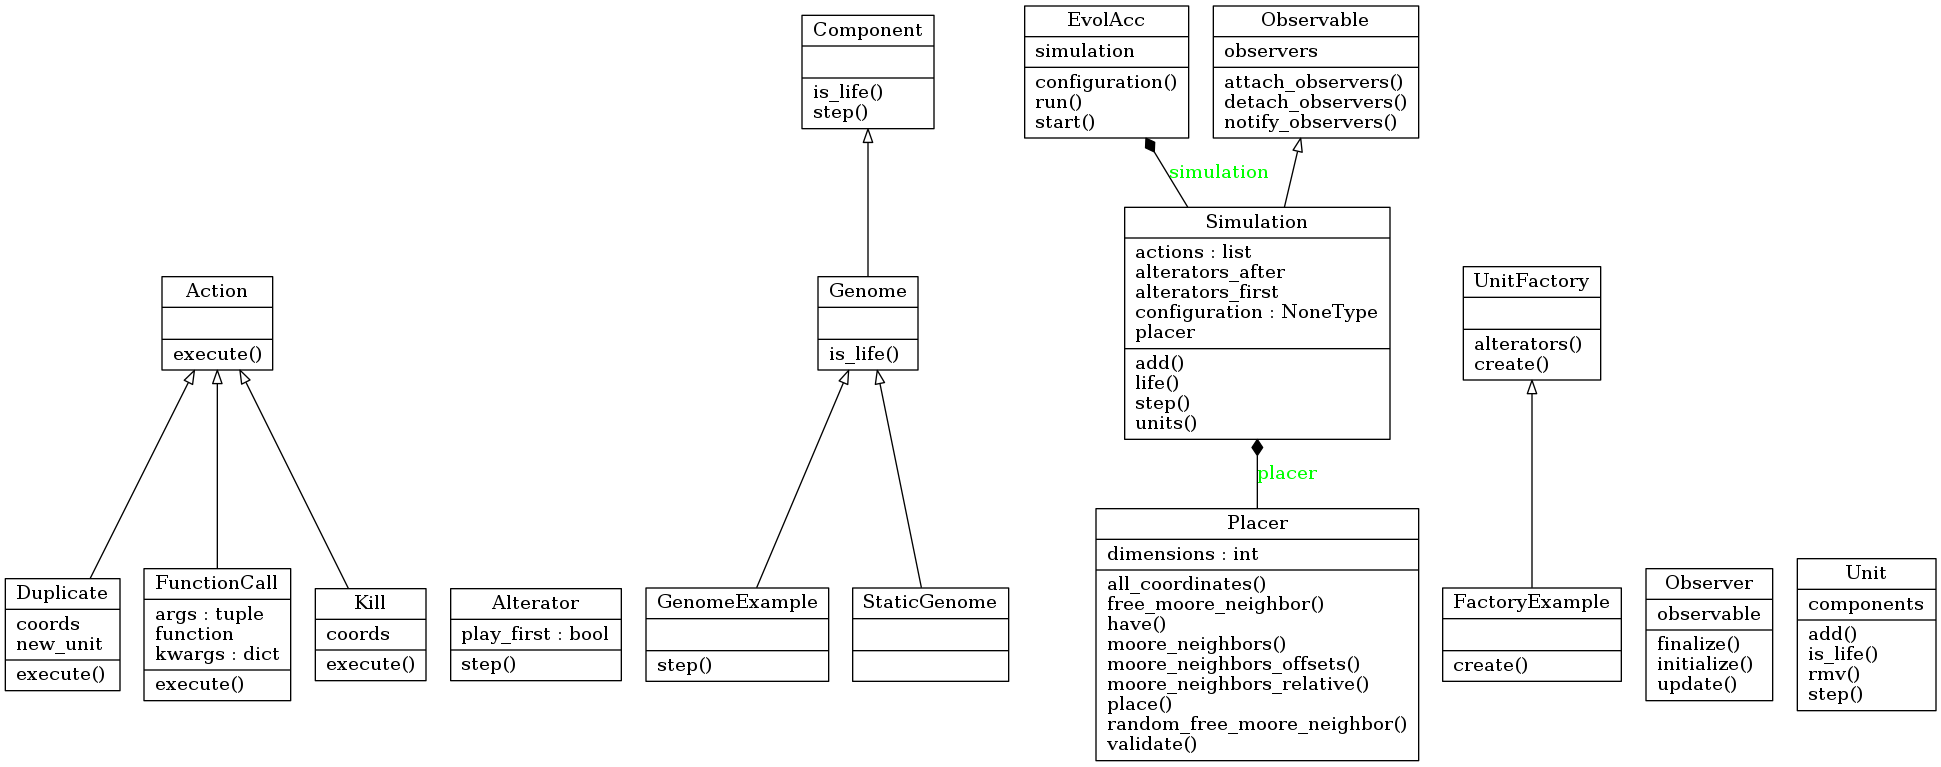 Component
is_life()
step()
EvolAcc
simulation
configuration()
run()
start()
Observable
observers
attach_observers()
detach_observers()
notify_observers()
simulation
Action
execute()
Genome
is_life()
Simulation
actions : list
alterators_after
alterators_first
configuration : NoneType
placer
add()
life()
step()
units()
UnitFactory
alterators()
create()
placer
Duplicate
coords
new_unit
execute()
FunctionCall
args : tuple
function
kwargs : dict
execute()
Kill
coords
execute()
Alterator
play_first : bool
step()
GenomeExample
step()
StaticGenome
Placer
dimensions : int
all_coordinates()
free_moore_neighbor()
have()
moore_neighbors()
moore_neighbors_offsets()
moore_neighbors_relative()
place()
random_free_moore_neighbor()
validate()
FactoryExample
create()
Observer
observable
finalize()
initialize()
update()
Unit
components
add()
is_life()
rmv()
step()